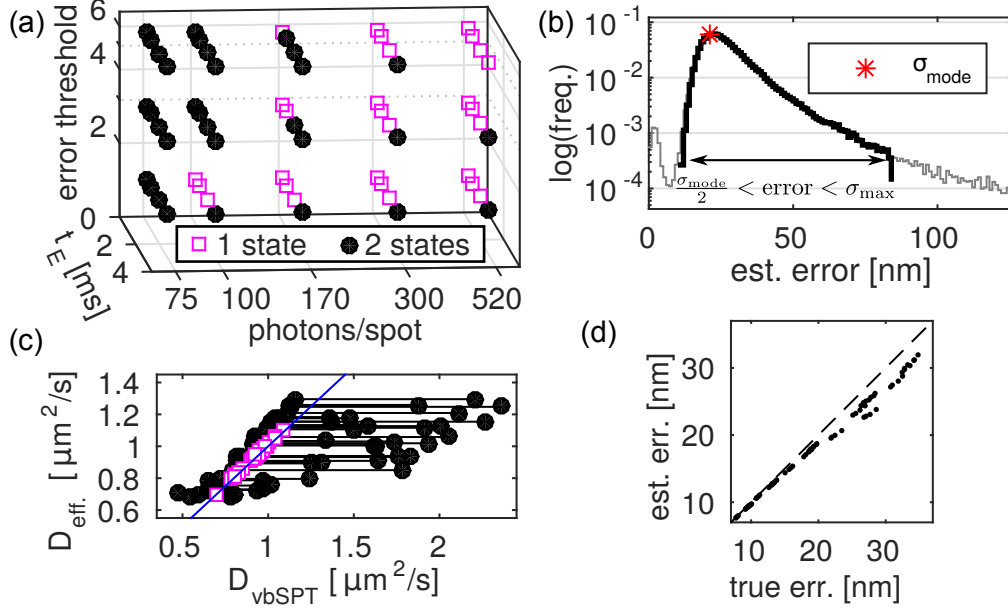 (a)
error threshold
6
4
2
0
2
4
t_E [ms]
1 state
2 states
75
100
170
300
520
photons/spot
(b)
log(freq.)
10^-1
10^-2
10^-3
10^-4
σ_mode
σ_mode/2 < error < σ_max
0
50
100
est. error [nm]
(c)
D_eff. [ μm^2/s]
1.4
1.2
1
0.8
0.6
0.5
1
1.5
2
D_vbSPT [ μm^2/s]
(d)
est. err. [nm]
30
20
10
10
20
30
true err. [nm]